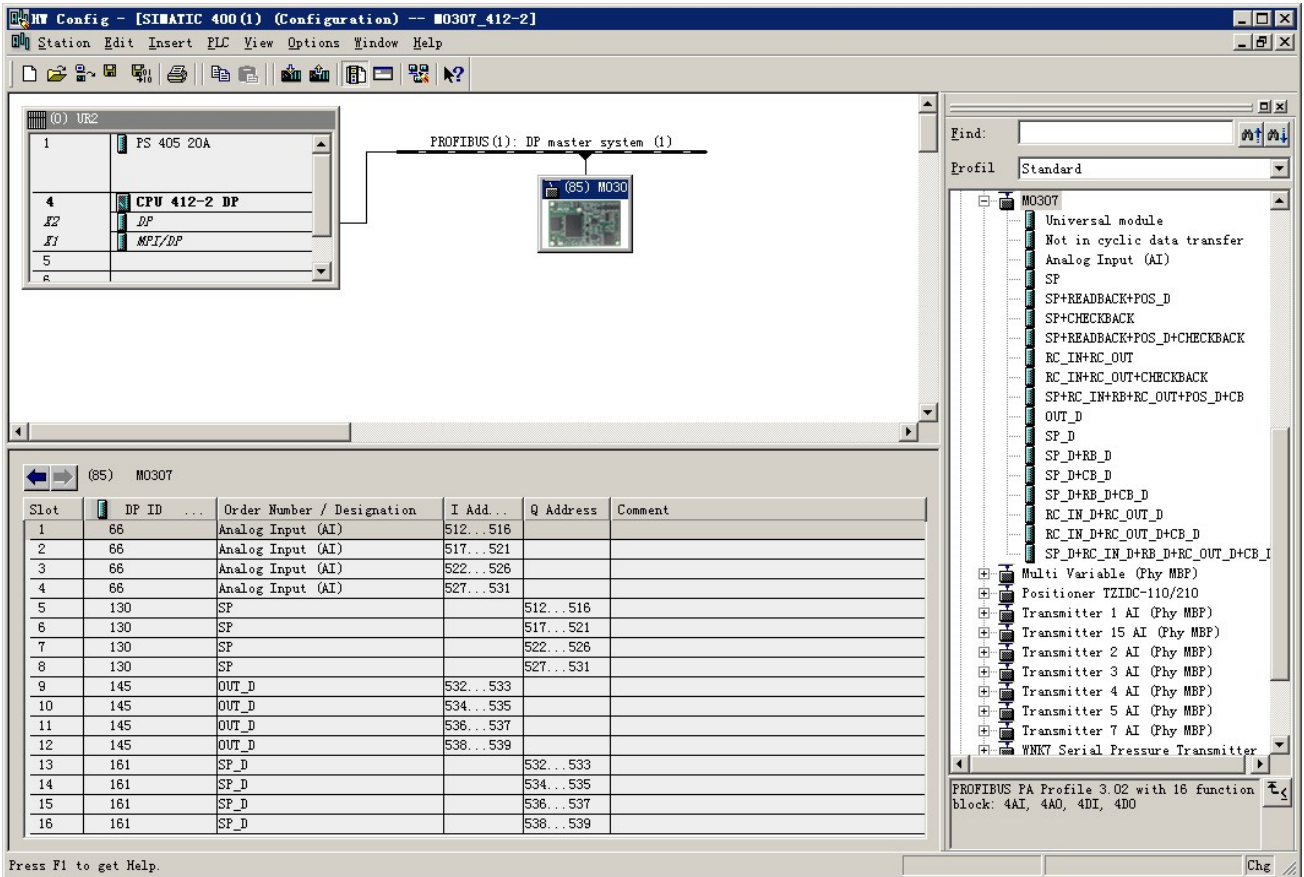 HW Config - [SIMATIC 400(1) (Configuration) -- M0307_412-2]
Station Edit Insert PLC View Options Window Help
(0) UR2
1 PS 405 20A
4 CPU 412-2 DP
X2 DP
X1 MPI/DP
5
6
PROFIBUS(1): DP master system (1)
(85) M030
Find:
Profil Standard
M0307
Universal module
Not in cyclic data transfer
Analog Input (AI)
SP
SP+READBACK+POS_D
SP+CHECKBACK
SP+READBACK+POS_D+CHECKBACK
RC_IN+RC_OUT
RC_IN+RC_OUT+CHECKBACK
SP+RC_IN+RB+RC_OUT+POS_D+CB
OUT_D
SP_D
SP_D+RB_D
SP_D+CB_D
SP_D+RB_D+CB_D
RC_IN_D+RC_OUT_D
RC_IN_D+RC_OUT_D+CB_D
SP_D+RC_IN_D+RB_D+RC_OUT_D+CB_D
Multi Variable (Phy MBP)
Positioner TZIDC-110/210
Transmitter 1 AI (Phy MBP)
Transmitter 15 AI (Phy MBP)
Transmitter 2 AI (Phy MBP)
Transmitter 3 AI (Phy MBP)
Transmitter 4 AI (Phy MBP)
Transmitter 5 AI (Phy MBP)
Transmitter 7 AI (Phy MBP)
WNK7 Serial Pressure Transmitter
PROFIBUS PA Profile 3.02 with 16 function
block: 4AI, 4AO, 4DI, 4DO
(85) M0307
Slot DP ID ... Order Number / Designation I Add... Q Address Comment
1 66 Analog Input (AI) 512...516
2 66 Analog Input (AI) 517...521
3 66 Analog Input (AI) 522...526
4 66 Analog Input (AI) 527...531
5 130 SP 512...516
6 130 SP 517...521
7 130 SP 522...526
8 130 SP 527...531
9 145 OUT_D 532...533
10 145 OUT_D 534...535
11 145 OUT_D 536...537
12 145 OUT_D 538...539
13 161 SP_D 532...533
14 161 SP_D 534...535
15 161 SP_D 536...537
16 161 SP_D 538...539
Press F1 to get Help.
Chg